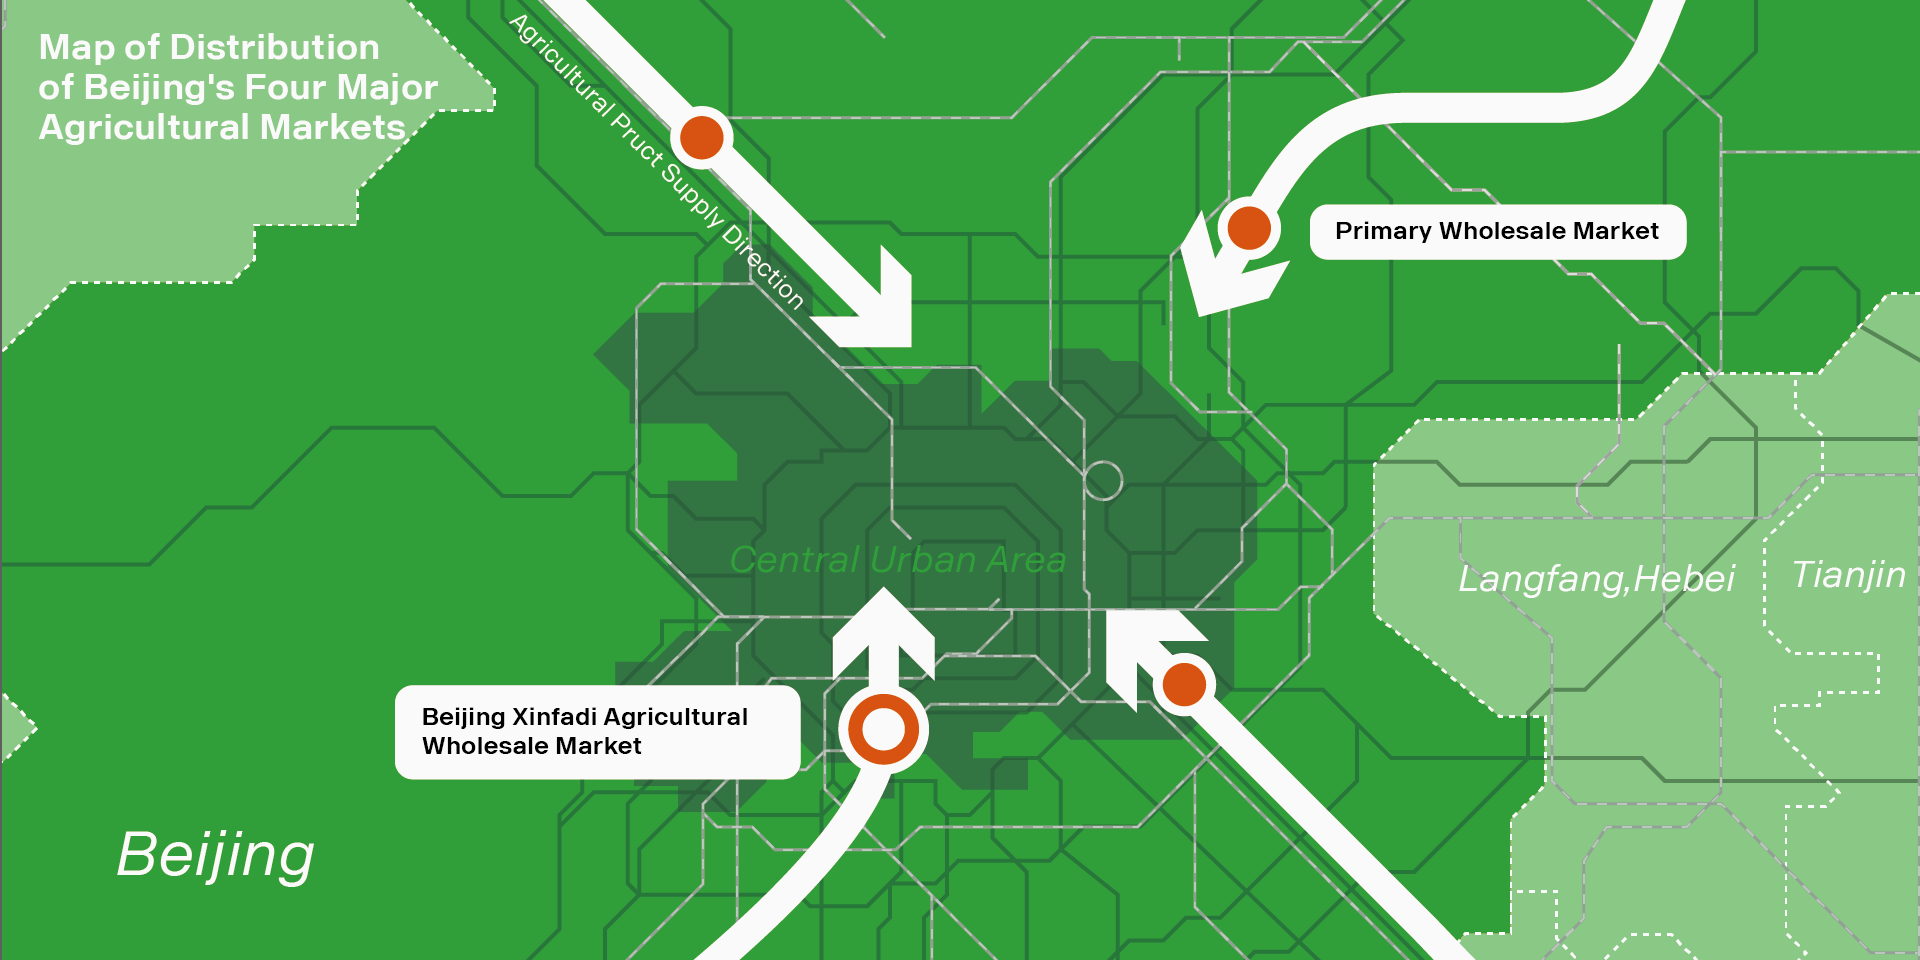 Map of Distribution
of Beijing's Four Major
Agricultural Markets
Agricultural Pruct Supply Direction
Primary Wholesale Market
Central Urban Area
Langfang,Hebei
Tianjin
Beijing Xinfadi Agricultural
Wholesale Market
Beijing